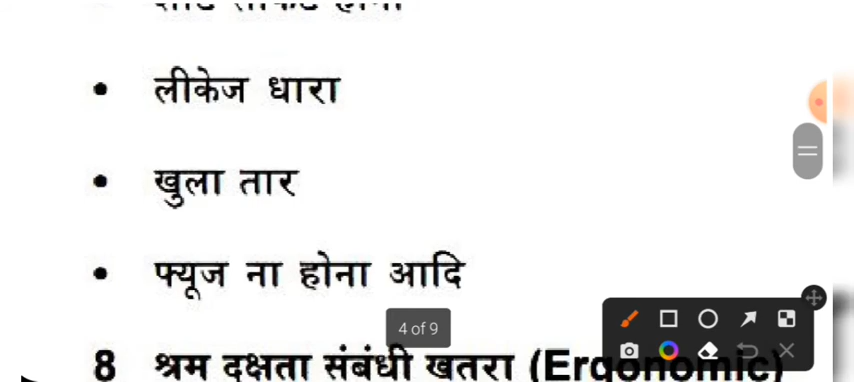 • लीकेज धारा
• खुला तार
• फ्यूज ना होना आदि
4 of 9
8 श्रम दक्षता संबंधी खतरा (Ergonomic)